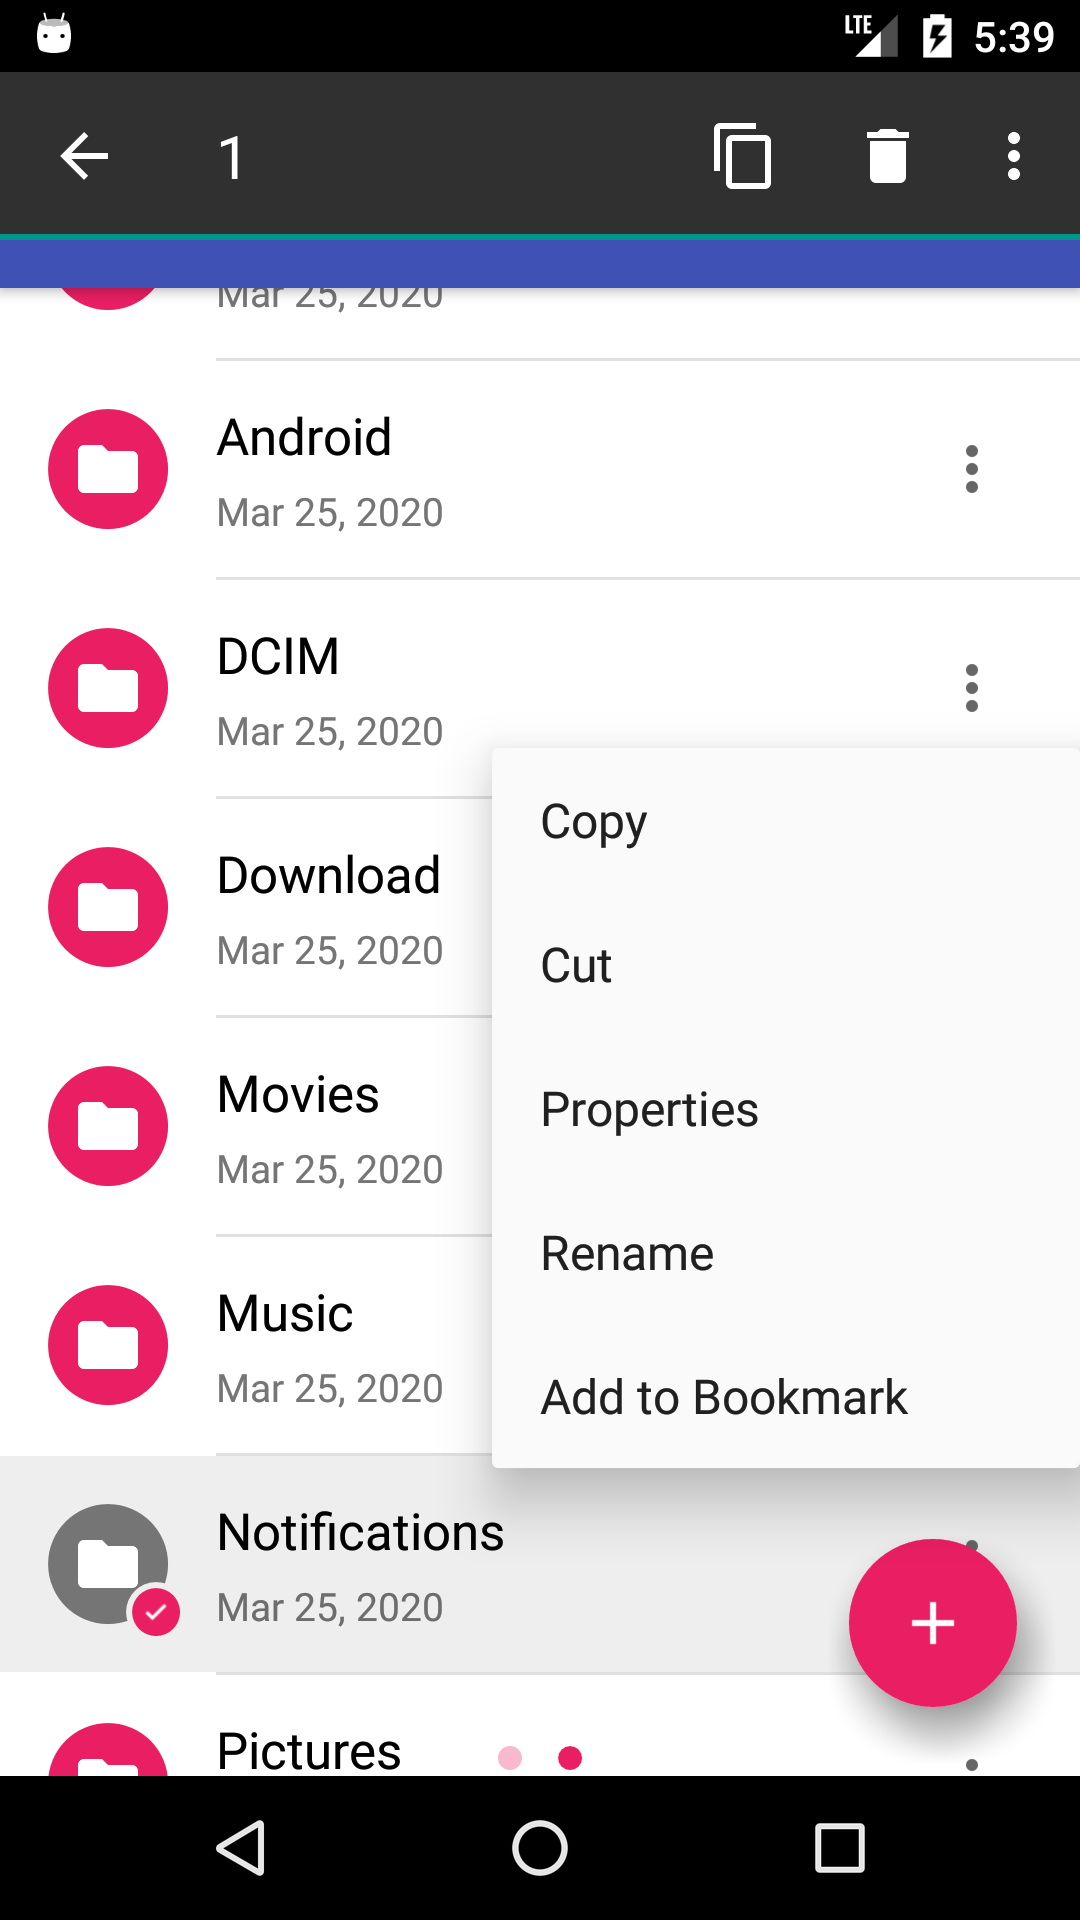 LTE 5:39
1
Mar 25, 2020
Android
Mar 25, 2020
DCIM
Mar 25, 2020
Download
Mar 25, 2020
Movies
Mar 25, 2020
Music
Mar 25, 2020
Copy
Cut
Properties
Rename
Add to Bookmark
Notifications
Mar 25, 2020
Pictures